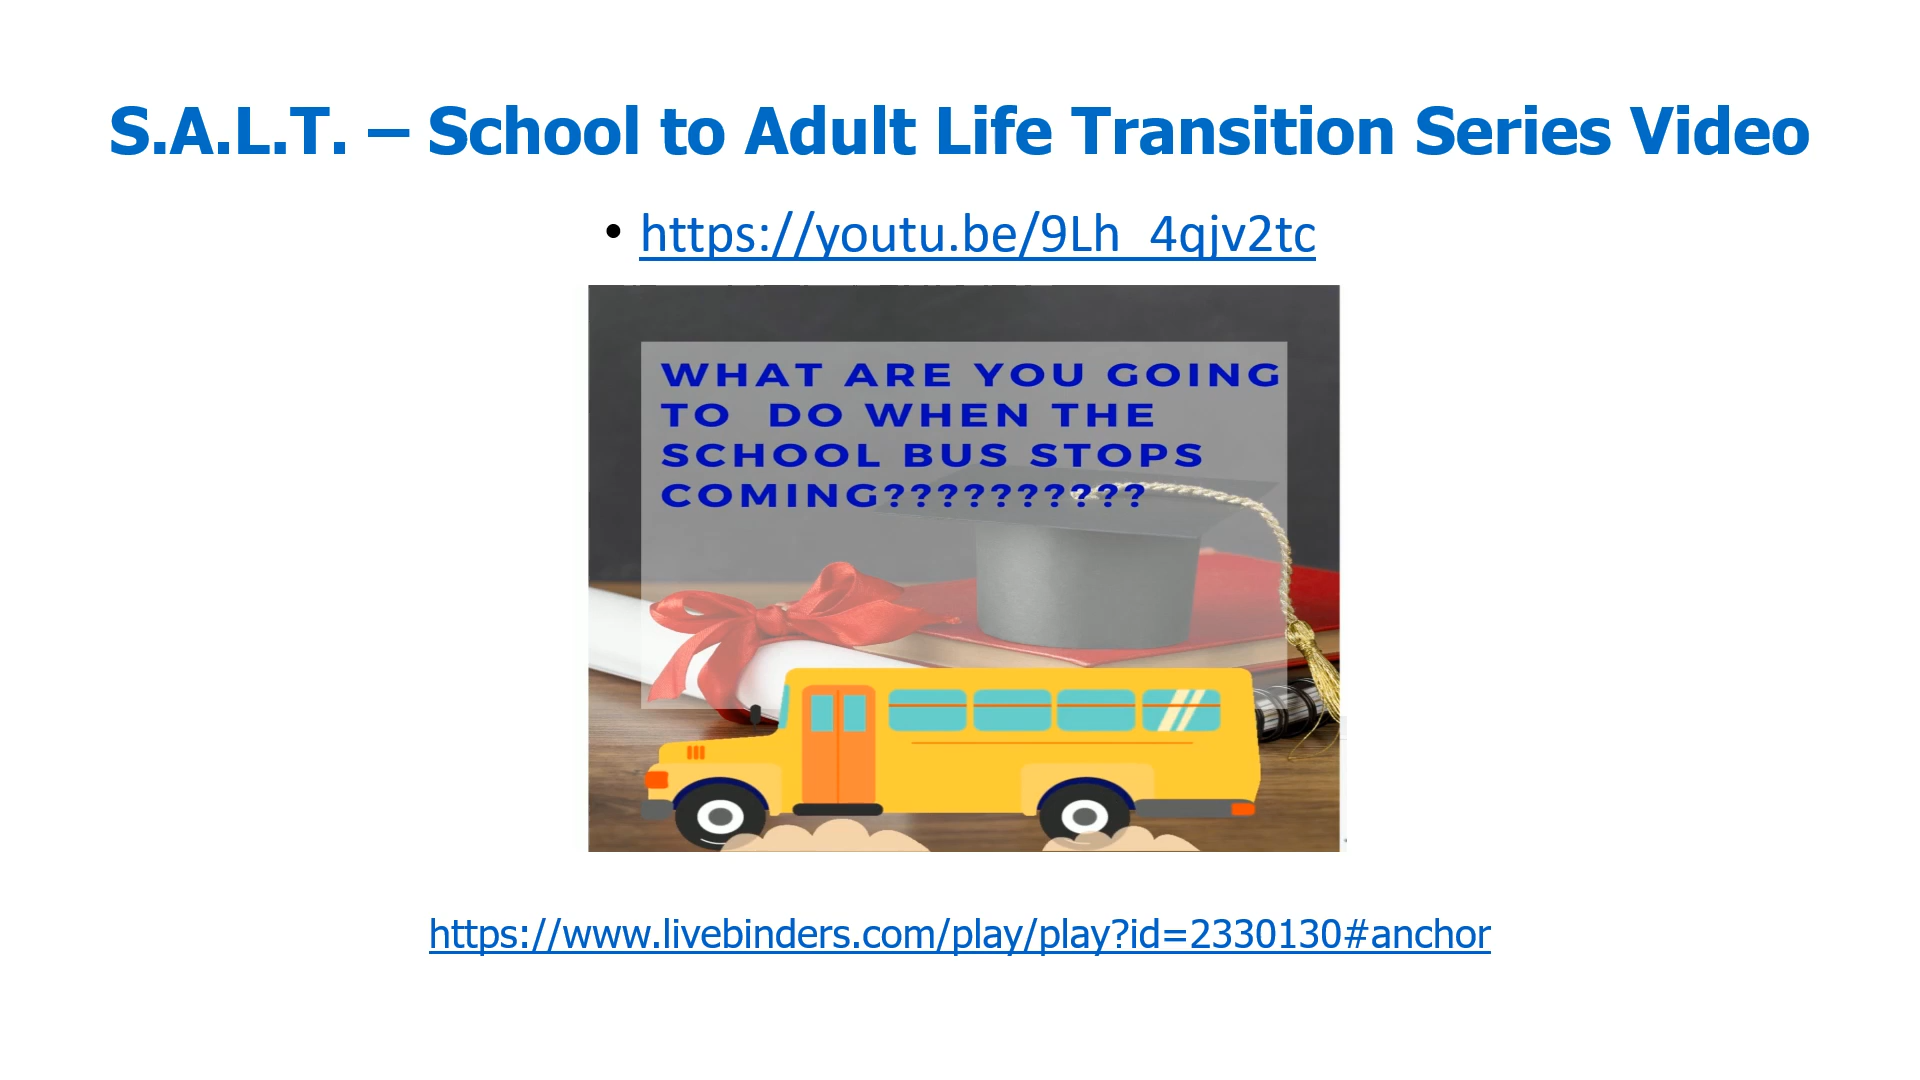 S.A.L.T. – School to Adult Life Transition Series Video
• https://youtu.be/9Lh_4qjv2tc
WHAT ARE YOU GOING
TO DO WHEN THE
SCHOOL BUS STOPS
COMING??????????
https://www.livebinders.com/play/play?id=2330130#anchor